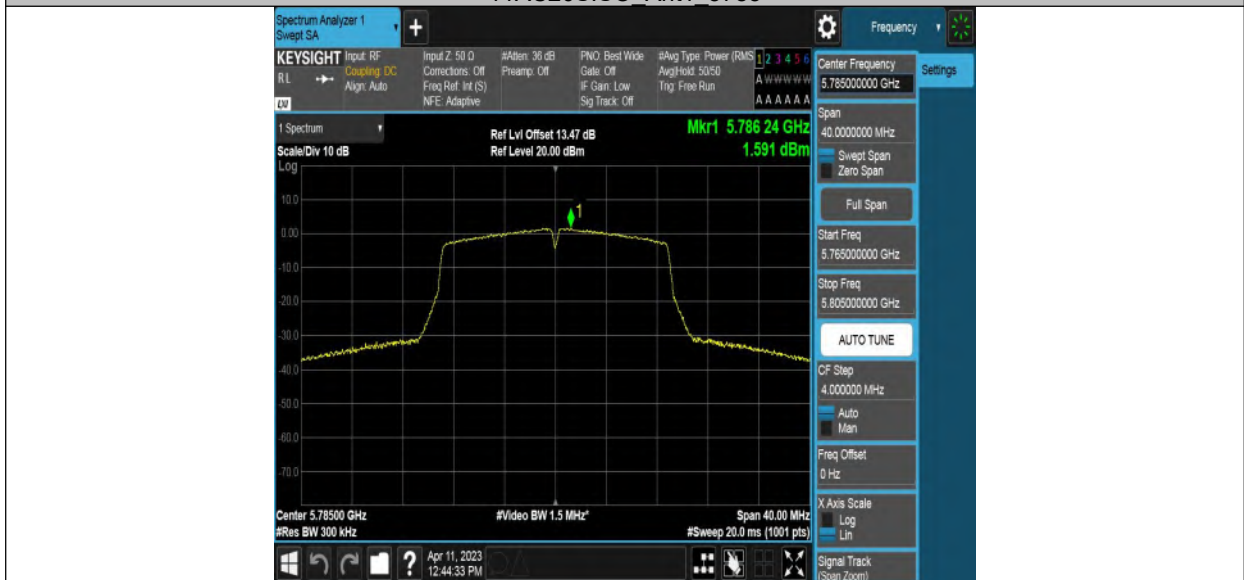 Spectrum Analyzer 1
Swept SA
Frequency
KEYSIGHT
RL
LXI
Input: RF
Coupling: DC
Align: Auto
Input Z: 50 Ω
Corrections: Off
Freq Ref: Int (S)
NFE: Adaptive
#Atten: 36 dB
Preamp: Off
PNO: Best Wide
Gate: Off
IF Gain: Low
Sig Track: Off
#Avg Type: Power (RMS
Avg|Hold: 50/50
Trig: Free Run
1 2 3 4 5 6
A W W W W W
A A A A A A
1 Spectrum
Scale/Div 10 dB
Log
Ref Lvl Offset 13.47 dB
Ref Level 20.00 dBm
Mkr1 5.786 24 GHz
1.591 dBm
10.0
0.00
-10.0
-20.0
-30.0
-40.0
-50.0
-60.0
-70.0
1
Center 5.78500 GHz
#Res BW 300 kHz
#Video BW 1.5 MHz*
Span 40.00 MHz
#Sweep 20.0 ms (1001 pts)
?
Apr 11, 2023
12:44:33 PM
Center Frequency
5.785000000 GHz
Settings
Span
40.0000000 MHz
Swept Span
Zero Span
Full Span
Start Freq
5.765000000 GHz
Stop Freq
5.805000000 GHz
AUTO TUNE
CF Step
4.000000 MHz
Auto
Man
Freq Offset
0 Hz
X Axis Scale
Log
Lin
Signal Track
(Span Zoom)